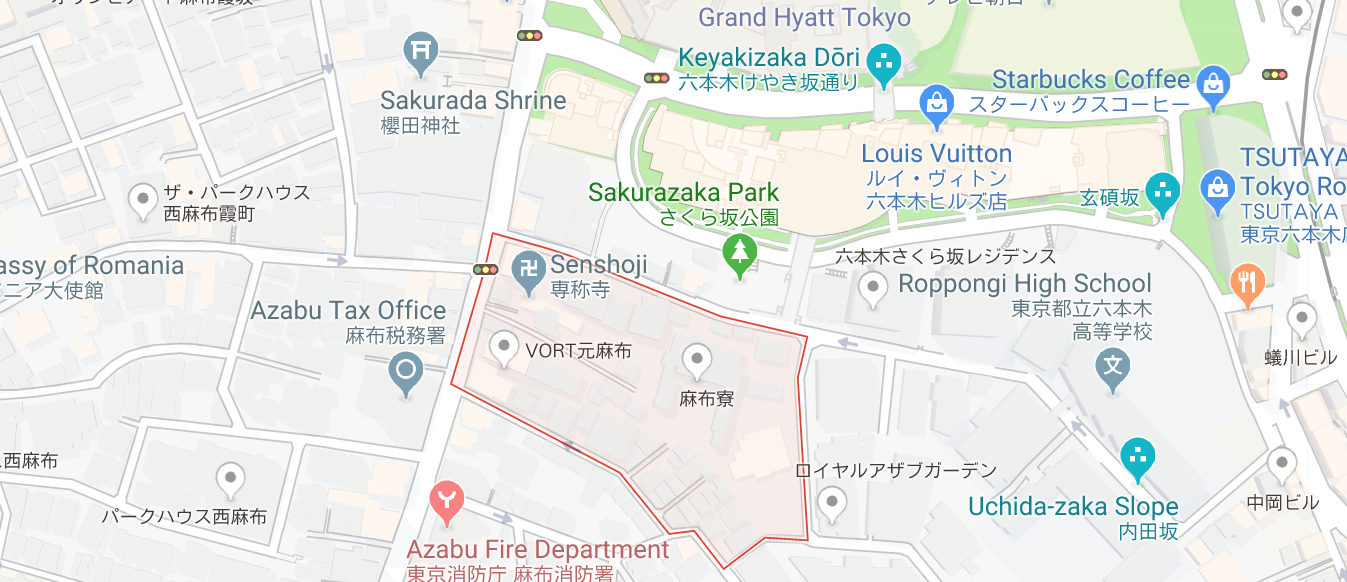 Grand Hyatt Tokyo
Keyakizaka Dōri
六本木けやき坂通り
Starbucks Coffee
スターバックスコーヒー
Sakurada Shrine
櫻田神社
Louis Vuitton
ルイ・ヴィトン
六本木ヒルズ店
TSUTAYA
Tokyo Ro
TSUTAYA
東京六本木店
ザ・パークハウス
西麻布霞町
Sakurazaka Park
さくら坂公園
玄碩坂
assy of Romania
ニア大使館
Senshoji
専称寺
六本木さくら坂レジデンス
Roppongi High School
東京都立六本木
高等学校
Azabu Tax Office
麻布税務署
VORT元麻布
麻布寮
蟻川ビル
西麻布
パークハウス西麻布
ロイヤルアザブガーデン
Uchida-zaka Slope
内田坂
中岡ビル
Azabu Fire Department
東京消防庁 麻布消防署